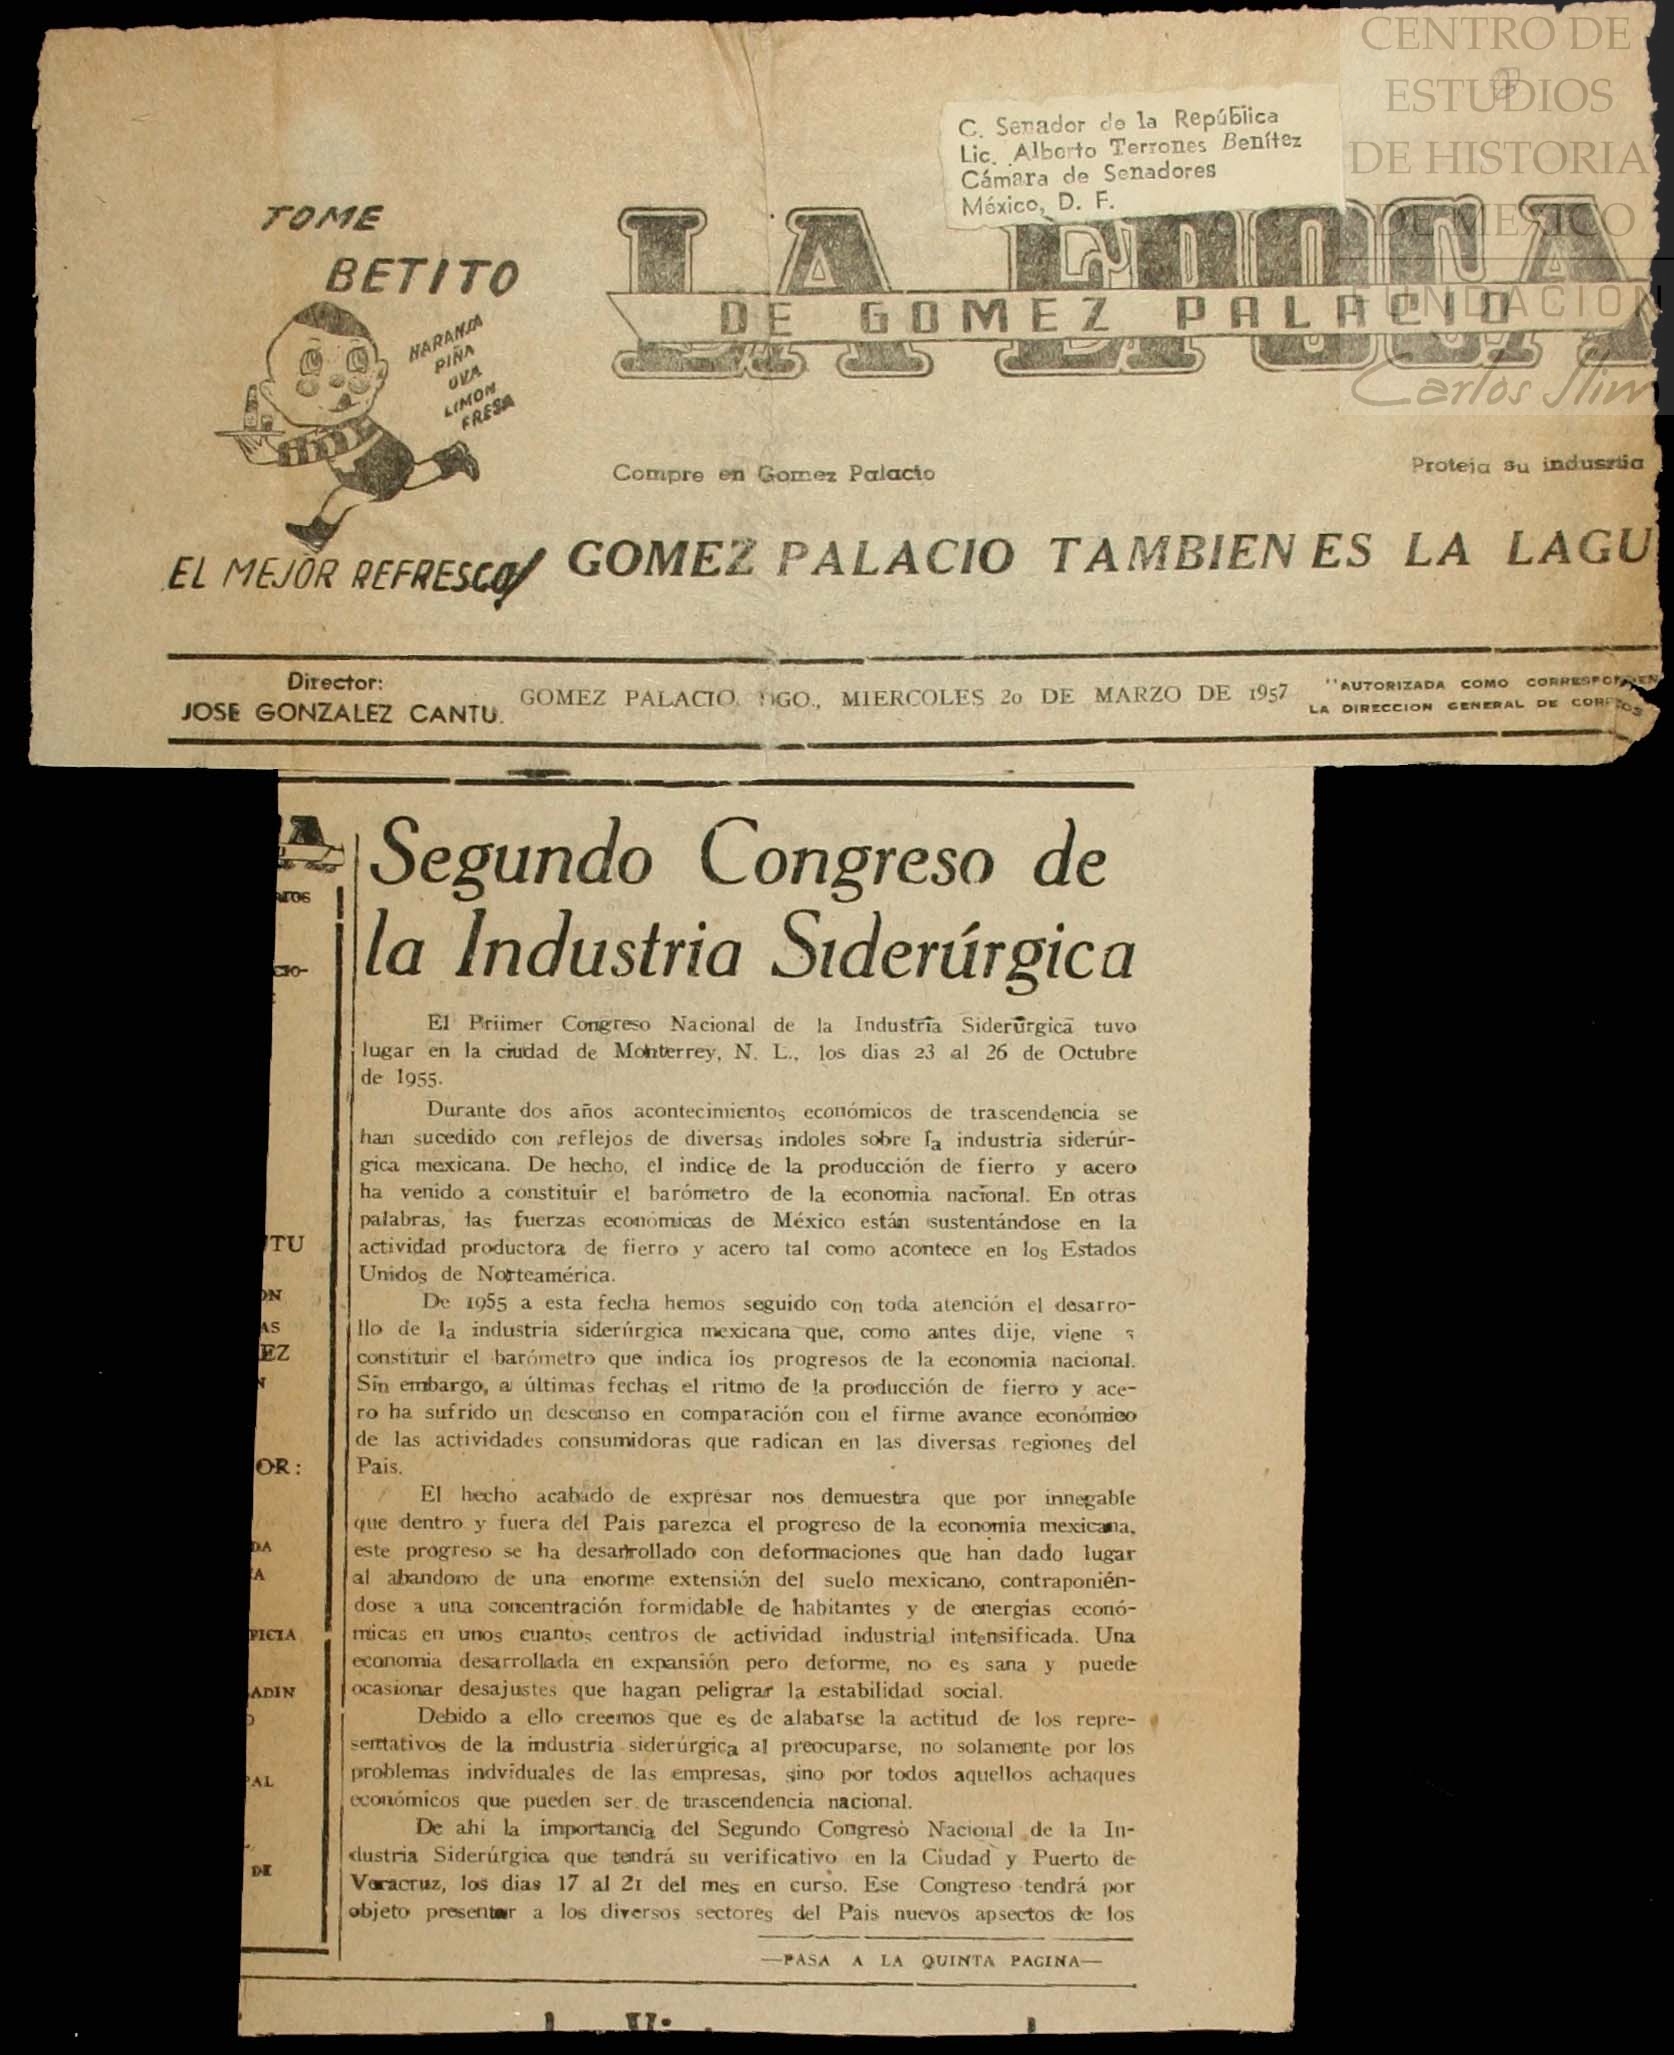 CENTRO DE
ESTUDIOS
DE HISTORIA
DE MEXICO
FUNDACION
Carlos Slim
C. Senador de la República
Lic. Alberto Terrones Benítez
Cámara de Senadores
México, D. F.
TOME
BETITO
NARANJA
PIÑA
UVA
LIMON
FRESA
EL MEJOR REFRESCO!
LA EPOCA
DE GOMEZ PALACIO
Compre en Gomez Palacio
Proteja su indusrtia
GOMEZ PALACIO TAMBIEN ES LA LAGU
Director:
JOSE GONZALEZ CANTU.
GOMEZ PALACIO, DGO., MIERCOLES 20 DE MARZO DE 1957
"AUTORIZADA COMO CORRESPONDEN
LA DIRECCION GENERAL DE CORREOS
Segundo Congreso de
la Industria Siderúrgica
El Priimer Congreso Nacional de la Industria Siderúrgica tuvo
lugar en la ciudad de Monterrey, N. L., los dias 23 al 26 de Octubre
de 1955.
Durante dos años acontecimientos económicos de trascendencia se
han sucedido con reflejos de diversas indoles sobre la industria siderúr-
gica mexicana. De hecho, el indice de la producción de fierro y acero
ha venido a constituir el barómetro de la economia nacional. En otras
palabras, las fuerzas económicas de México están sustentándose en la
actividad productora de fierro y acero tal como acontece en los Estados
Unidos de Norteamérica.
De 1955 a esta fecha hemos seguido con toda atención el desarro-
llo de la industria siderúrgica mexicana que, como antes dije, viene a
constituir el barómetro que indica los progresos de la economia nacional.
Sin embargo, a últimas fechas el ritmo de la producción de fierro y ace-
ro ha sufrido un descenso en comparación con el firme avance económico
de las actividades consumidoras que radican en las diversas regiones del
Pais.
El hecho acabado de expresar nos demuestra que por innegable
que dentro y fuera del Pais parezca el progreso de la economia mexicana,
este progreso se ha desarrollado con deformaciones que han dado lugar
al abandono de una enorme extensión del suelo mexicano, contraponién-
dose a una concentración formidable de habitantes y de energias econó-
micas en unos cuantos centros de actividad industrial intensificada. Una
economia desarrollada en expansión pero deforme, no es sana y puede
ocasionar desajustes que hagan peligrar la estabilidad social.
Debido a ello creemos que es de alabarse la actitud de los repre-
sentativos de la industria siderúrgica al preocuparse, no solamente por los
problemas indviduales de las empresas, sino por todos aquellos achaques
económicos que pueden ser de trascendencia nacional.
De ahi la importancia del Segundo Congreso Nacional de la In-
dustria Siderúrgica que tendrá su verificativo en la Ciudad y Puerto de
Veracruz, los dias 17 al 21 del mes en curso. Ese Congreso tendrá por
objeto presentar a los diversos sectores del Pais nuevos apsectos de los
—PASA A LA QUINTA PAGINA—